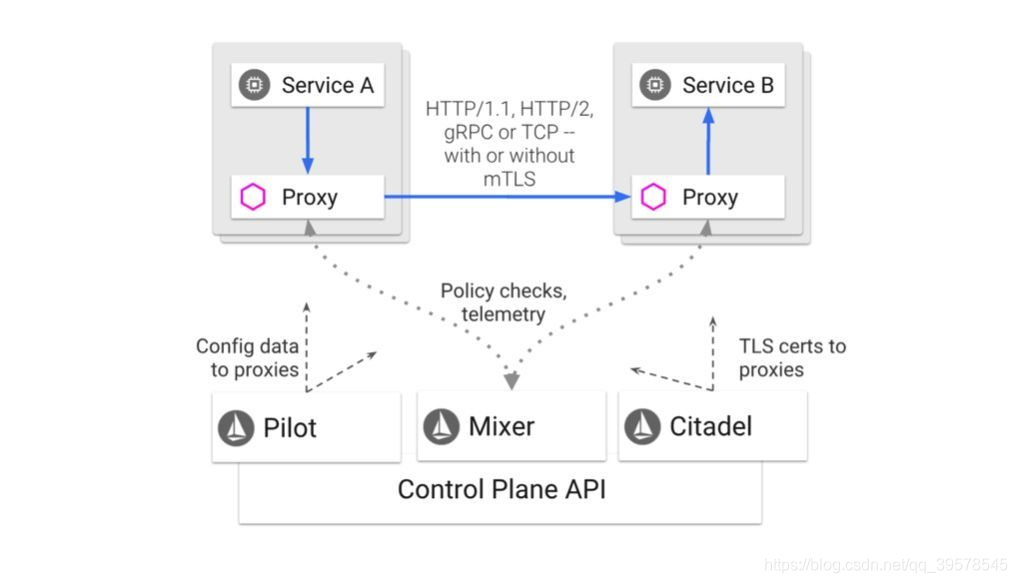 Service A
Service B
HTTP/1.1, HTTP/2,
gRPC or TCP --
with or without
mTLS
Proxy
Proxy
Policy checks,
telemetry
Config data
to proxies
TLS certs to
proxies
Pilot
Mixer
Citadel
Control Plane API
https://blog.csdn.net/qq_39578545